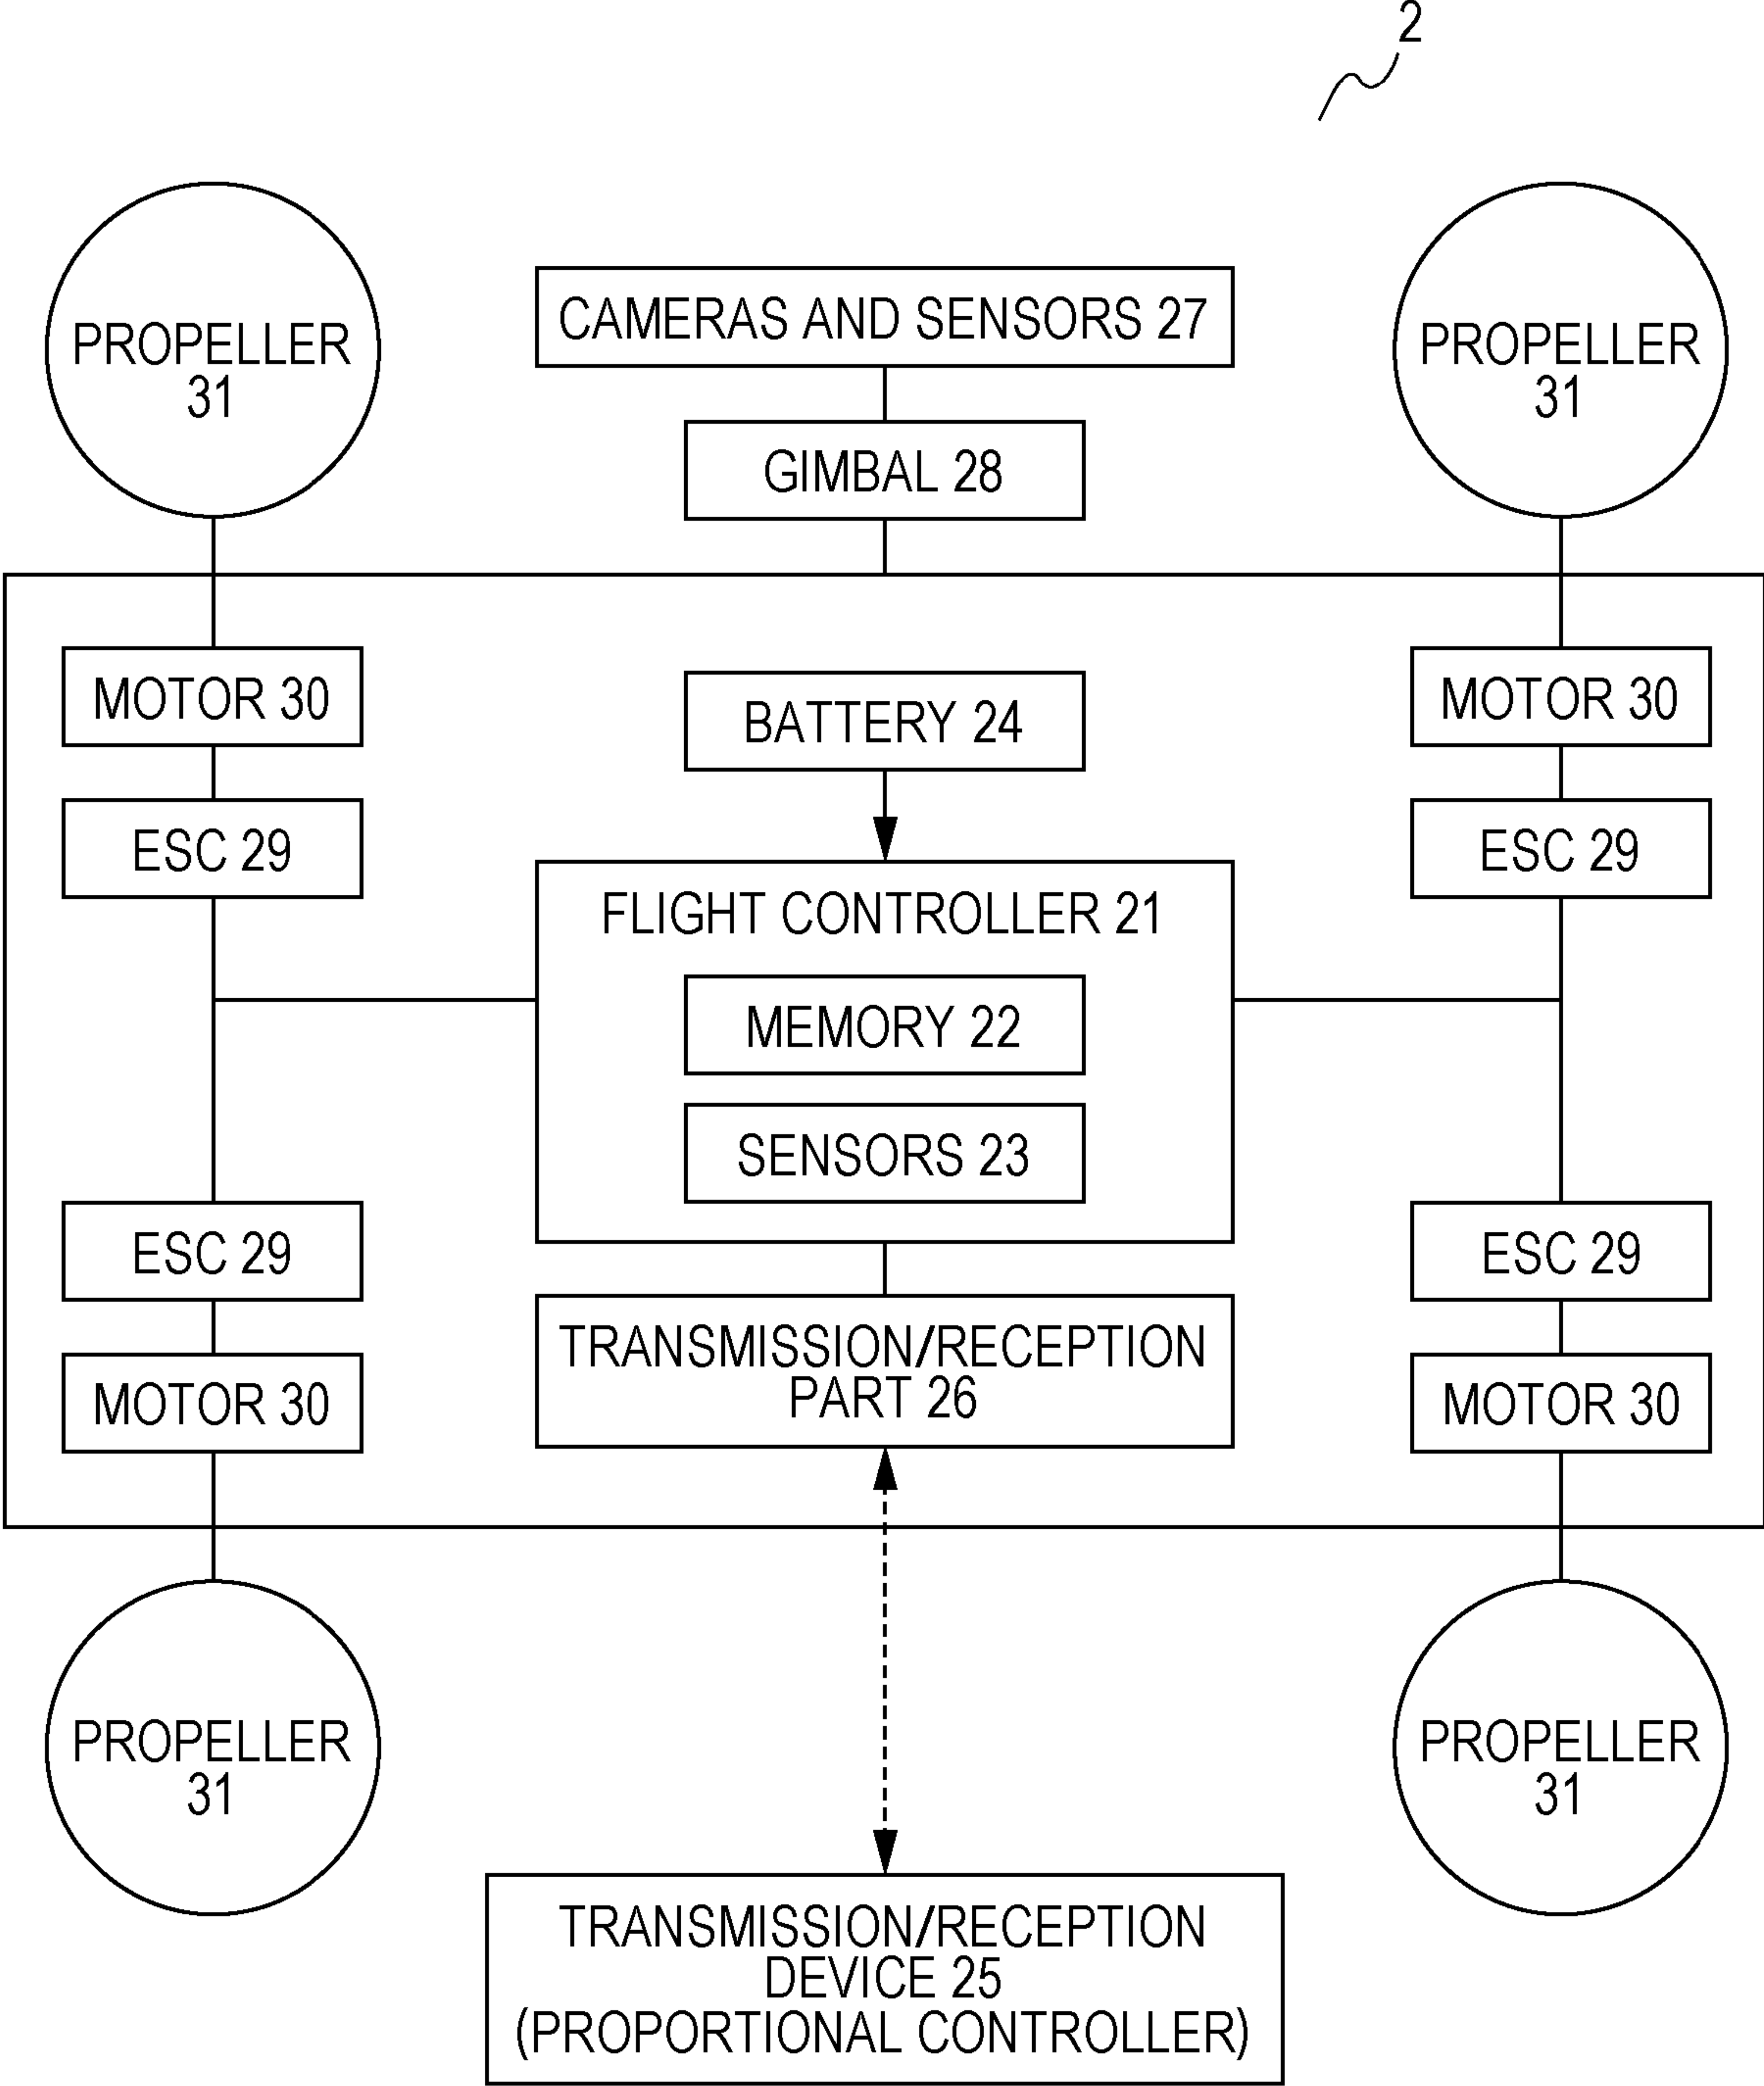 2
PROPELLER
31
CAMERAS AND SENSORS 27
PROPELLER
31
GIMBAL 28
MOTOR 30
BATTERY 24
MOTOR 30
ESC 29
ESC 29
FLIGHT CONTROLLER 21
MEMORY 22
SENSORS 23
ESC 29
ESC 29
TRANSMISSION/RECEPTION
PART 26
MOTOR 30
MOTOR 30
PROPELLER
31
PROPELLER
31
TRANSMISSION/RECEPTION
DEVICE 25
(PROPORTIONAL CONTROLLER)